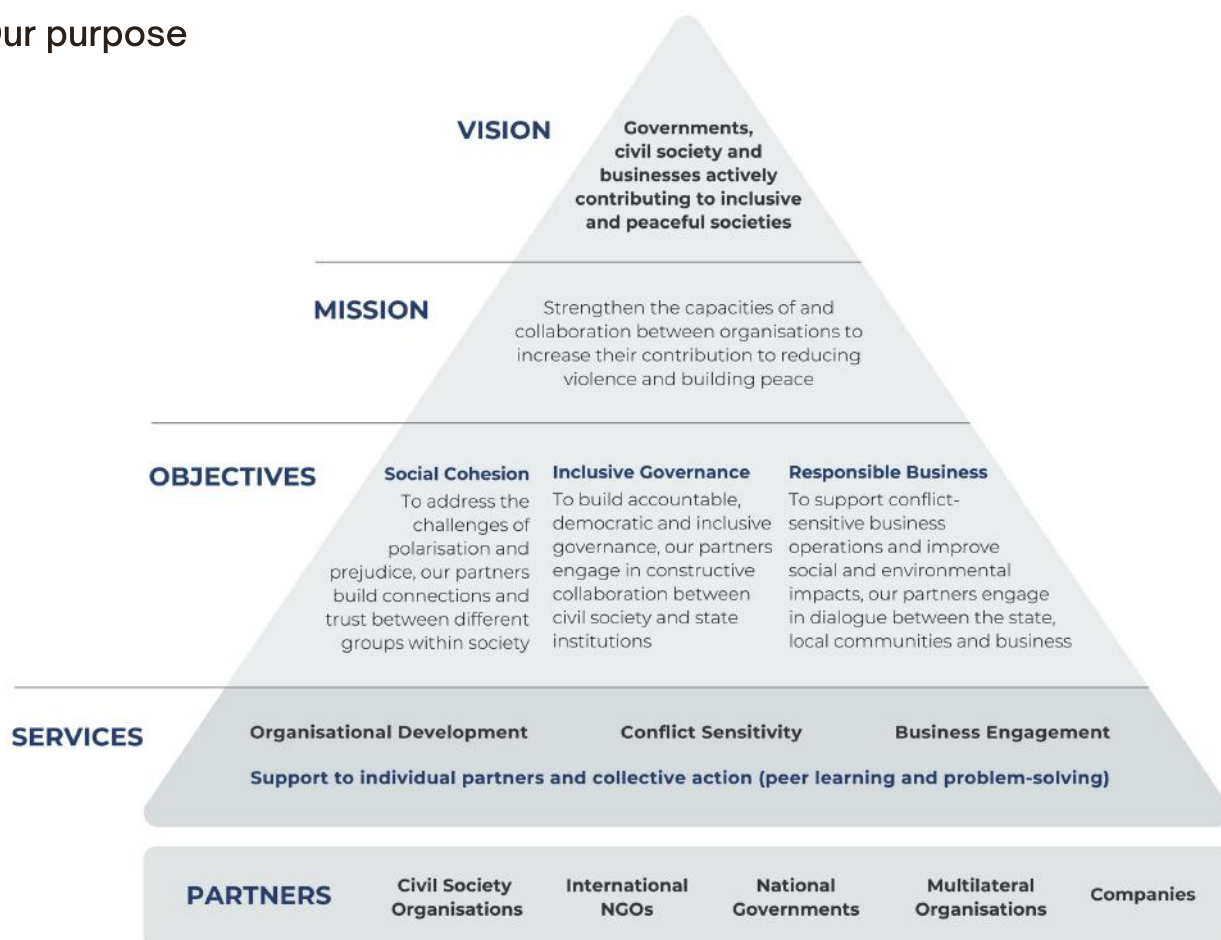 ur purpose
VISION
Governments,
civil society and
businesses actively
contributing to inclusive
and peaceful societies
MISSION
Strengthen the capacities of and
collaboration between organisations to
increase their contribution to reducing
violence and building peace
OBJECTIVES
Social Cohesion
To address the
challenges of
polarisation and
prejudice, our partners
build connections and
trust between different
groups within society
Inclusive Governance
To build accountable,
democratic and inclusive
governance, our partners
engage in constructive
collaboration between
civil society and state
institutions
Responsible Business
To support conflict-
sensitive business
operations and improve
social and environmental
impacts, our partners engage
in dialogue between the state,
local communities and business
SERVICES
Organisational Development
Conflict Sensitivity
Business Engagement
Support to individual partners and collective action (peer learning and problem-solving)
PARTNERS
Civil Society
Organisations
International
NGOs
National
Governments
Multilateral
Organisations
Companies